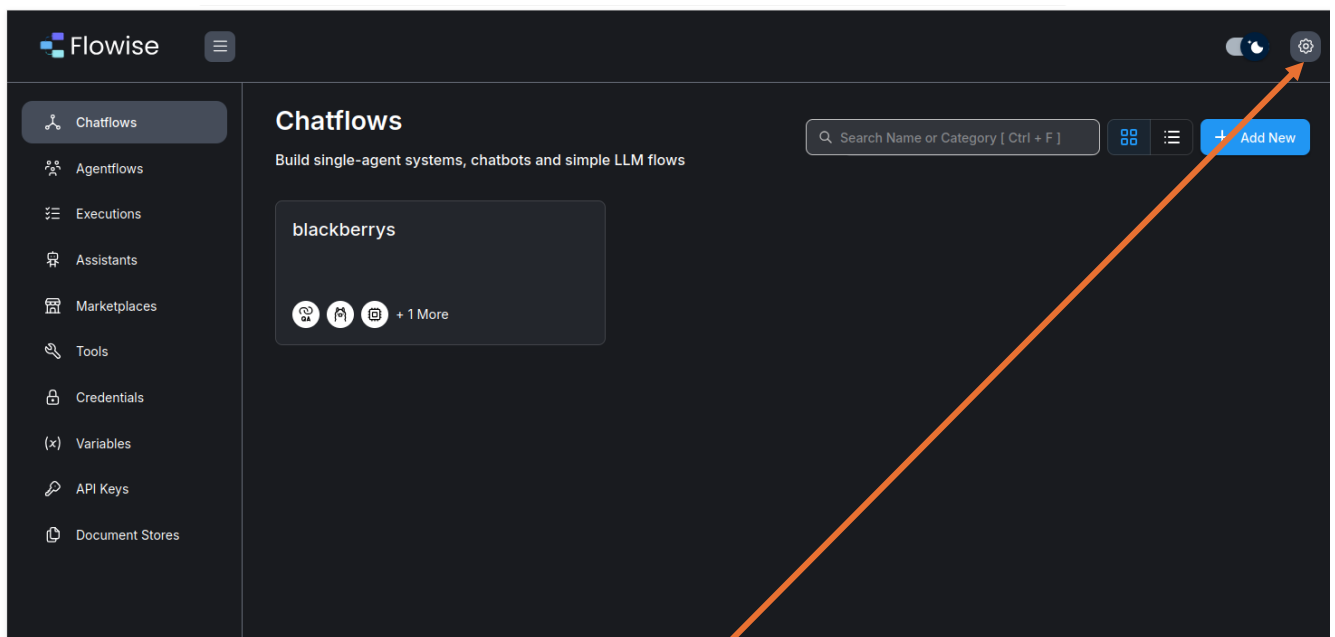 Flowise
Chatflows
Agentflows
Executions
Assistants
Marketplaces
Tools
Credentials
(x) Variables
API Keys
Document Stores
Chatflows
Build single-agent systems, chatbots and simple LLM flows
Search Name or Category [ Ctrl + F ]
+ Add New
blackberrys
QA
+ 1 More